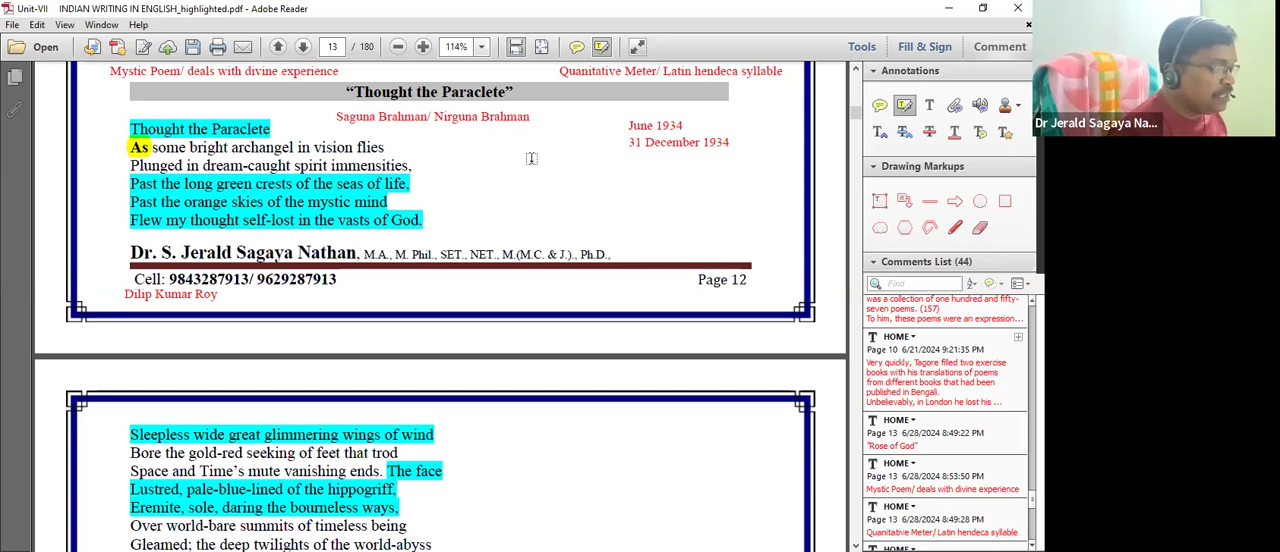 Unit-VII INDIAN WRITING IN ENGLISH_highlighted.pdf - Adobe Reader
File Edit View Window Help
Open 13 / 180 114% Tools Fill & Sign Comment
Mystic Poem/ deals with divine experience Quanitative Meter/ Latin hendeca syllable
“Thought the Paraclete”
Saguna Brahman/ Nirguna Brahman
Thought the Paraclete June 1934
As some bright archangel in vision flies 31 December 1934
Plunged in dream-caught spirit immensities,
Past the long green crests of the seas of life,
Past the orange skies of the mystic mind
Flew my thought self-lost in the vasts of God.
Dr. S. Jerald Sagaya Nathan, M.A., M. Phil., SET., NET., M.(M.C. & J.)., Ph.D.,
Cell: 9843287913/ 9629287913 Page 12
Dilip Kumar Roy
Sleepless wide great glimmering wings of wind
Bore the gold-red seeking of feet that trod
Space and Time’s mute vanishing ends. The face
Lustred, pale-blue-lined of the hippogriff,
Eremite, sole, daring the bourneless ways,
Over world-bare summits of timeless being
Gleamed; the deep twilights of the world-abyss
Annotations
T
T T T T T T
Drawing Markups
T
Comments List (44)
Find
was a collection of one hundred and fifty-
seven poems. (157)
To him, these poems were an expression...
T HOME
Page 10 6/21/2024 9:21:35 PM
Very quickly, Tagore filled two exercise
books with his translations of poems
from different books that had been
published in Bengali.
Unbelievably, in London he lost his ...
T HOME
Page 13 6/28/2024 8:49:22 PM
"Rose of God"
T HOME
Page 13 6/28/2024 8:53:50 PM
Mystic Poem/ deals with divine experience
T HOME
Page 13 6/28/2024 8:49:28 PM
Quanitative Meter/ Latin hendeca syllable
T HOME
Dr Jerald Sagaya Na...